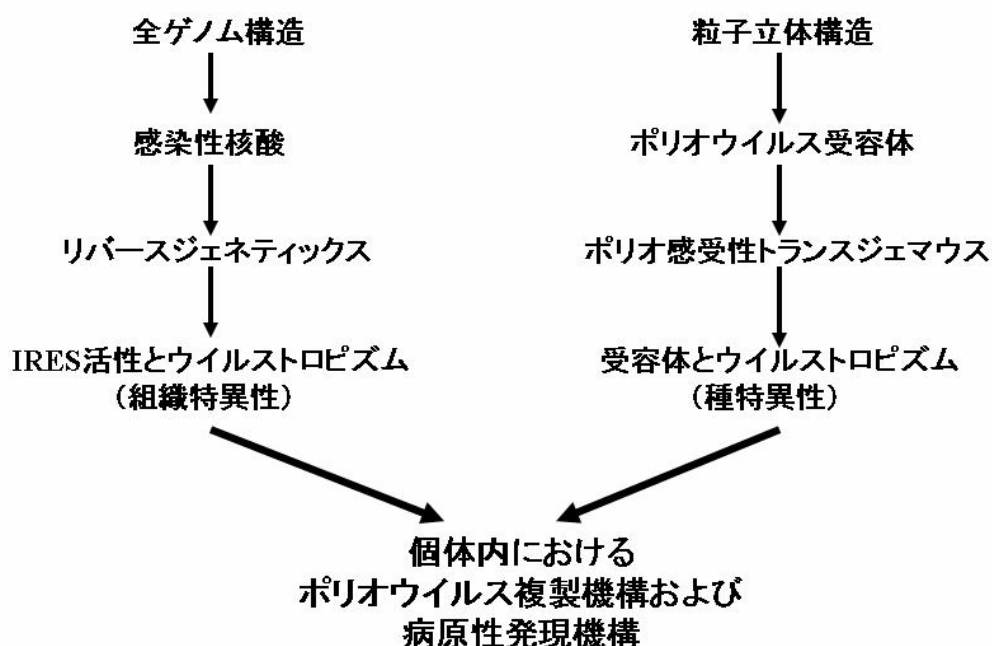 全ゲノム構造
感染性核酸
リバースジェネティックス
IRES活性とウイルストロピズム
（組織特異性）
粒子立体構造
ポリオウイルス受容体
ポリオ感受性トランスジェマウス
受容体とウイルストロピズム
（種特異性）
個体内における
ポリオウイルス複製機構および
病原性発現機構